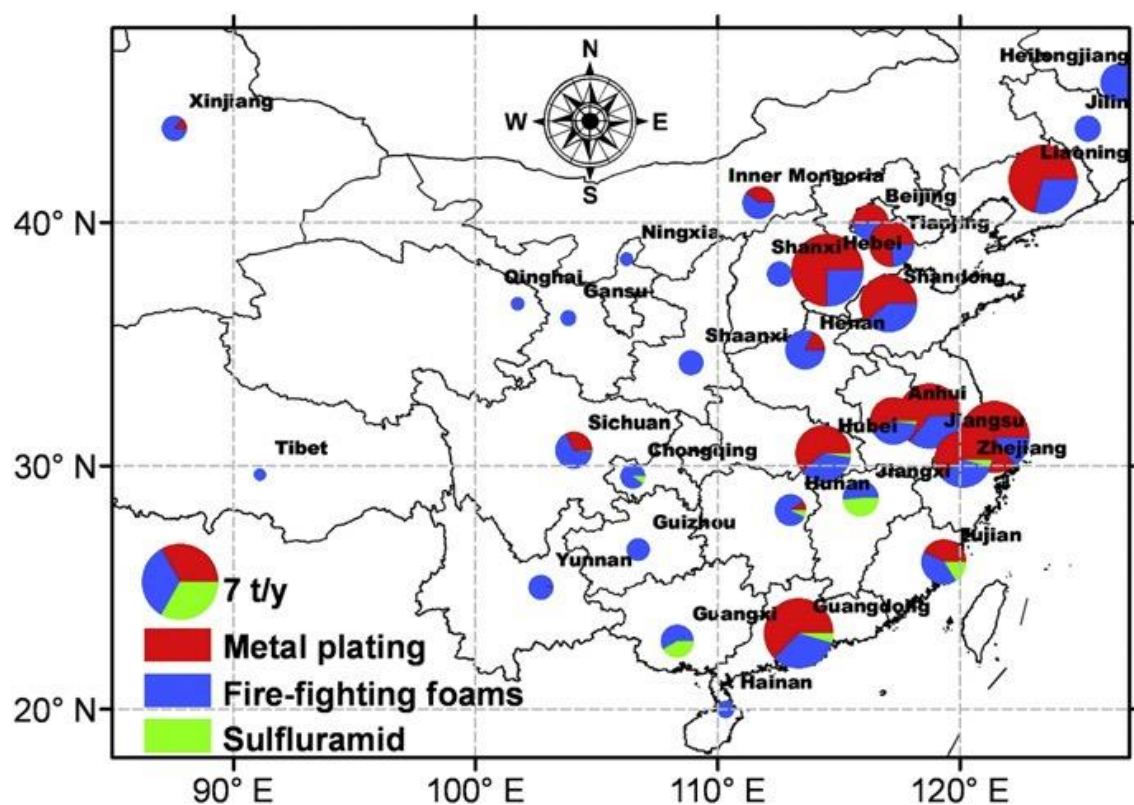 N
Heilongjiang
Xinjiang
Jilin
W
E
Liaoning
S
Inner Mongoria
Beijing
40° N
Tianjing
Ningxia
Shanxi
Hebei
Qinghai
Gansu
Shandong
Shaanxi
Henan
Anhui
Sichuan
Hubei
Jiangsu
Tibet
Chongqing
Zhejiang
30° N
Hunan
Jiangxi
Guizhou
Fujian
Yunnan
7 t/y
Guangxi
Guangdong
Metal plating
Hainan
Fire-fighting foams
20° N
Sulfluramid
90° E
100° E
110° E
120° E